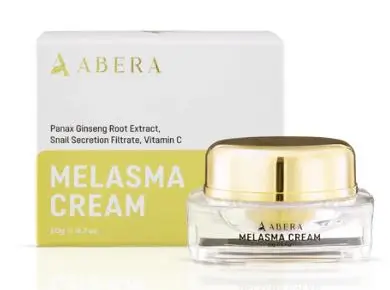 ABERA
Panax Ginseng Root Extract,
Snail Secretion Filtrate, Vitamin C
MELASMA
CREAM
ABERA
MELASMA CREAM